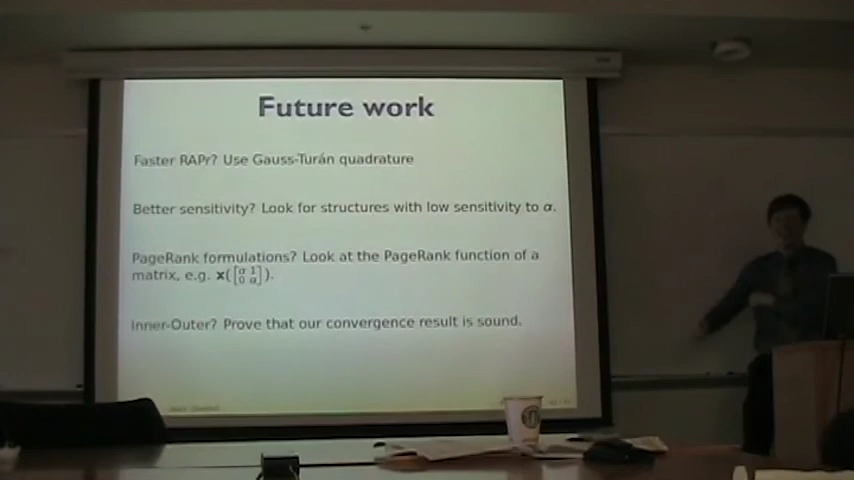 Future work
Faster RAPr? Use Gauss-Turán quadrature
Better sensitivity? Look for structures with low sensitivity to α.
PageRank formulations? Look at the PageRank function of a
matrix, e.g. x([α 1
0 α]).
Inner-Outer? Prove that our convergence result is sound.